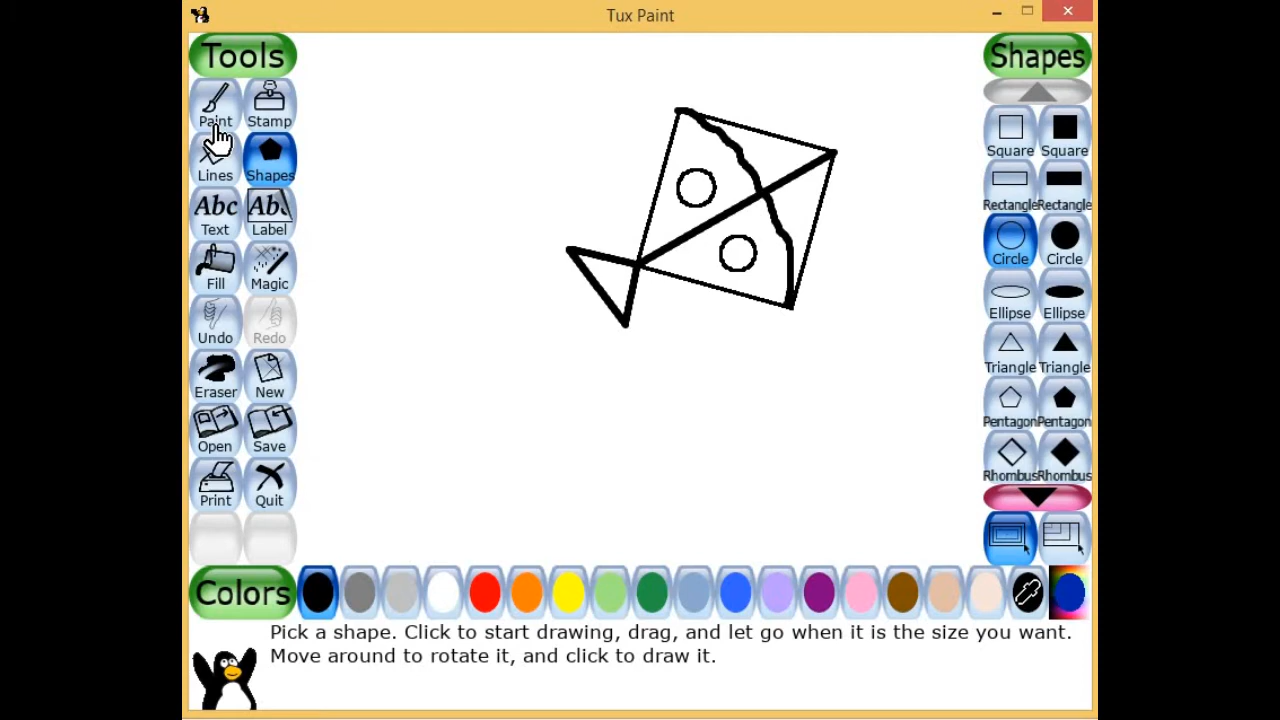 Tux Paint
Tools
Shapes
Paint
Stamp
Square
Square
Lines
Shapes
Rectangle
Rectangle
Abc
Abc
Text
Label
Circle
Circle
Fill
Magic
Ellipse
Ellipse
Undo
Redo
Triangle
Triangle
Eraser
New
Pentagon
Pentagon
Open
Save
Rhombus
Rhombus
Print
Quit
Colors
Pick a shape. Click to start drawing, drag, and let go when it is the size you want.
Move around to rotate it, and click to draw it.